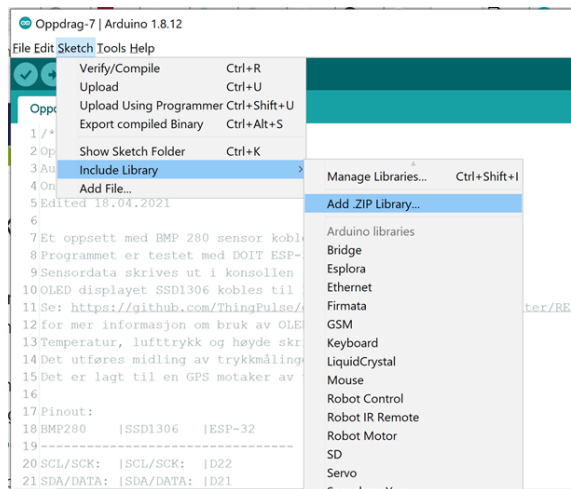 Oppdrag-7 | Arduino 1.8.12
File Edit Sketch Tools Help
Verify/Compile Ctrl+R
Upload Ctrl+U
Upload Using Programmer Ctrl+Shift+U
Export compiled Binary Ctrl+Alt+S
Show Sketch Folder Ctrl+K
Include Library
Add File...
Manage Libraries... Ctrl+Shift+I
Add .ZIP Library...
Arduino libraries
Bridge
Esplora
Ethernet
Firmata
GSM
Keyboard
LiquidCrystal
Mouse
Robot Control
Robot IR Remote
Robot Motor
SD
Servo
Oppd
1 /*
2 Op
3 Au
4 On
5 Edited 18.04.2021
6
7 Et oppsett med BMP 280 sensor koble
8 Programmet er testet med DOIT ESP-
9 Sensordata skrives ut i konsollen
10 OLED displayet SSD1306 kobles til
11 Se: https://github.com/ThingPulse/ ter/RE
12 for mer informasjon om bruk av OLE
13 Temperatur, lufttrykk og høyde skr
14 Det utføres midling av trykkmåling
15 Det er lagt til en GPS motaker av
16
17 Pinout:
18 BMP280 |SSD1306 |ESP-32
19 --------------------------------
20 SCL/SCK: |SCL/SCK: |D22
21 SDA/DATA: |SDA/DATA: |D21